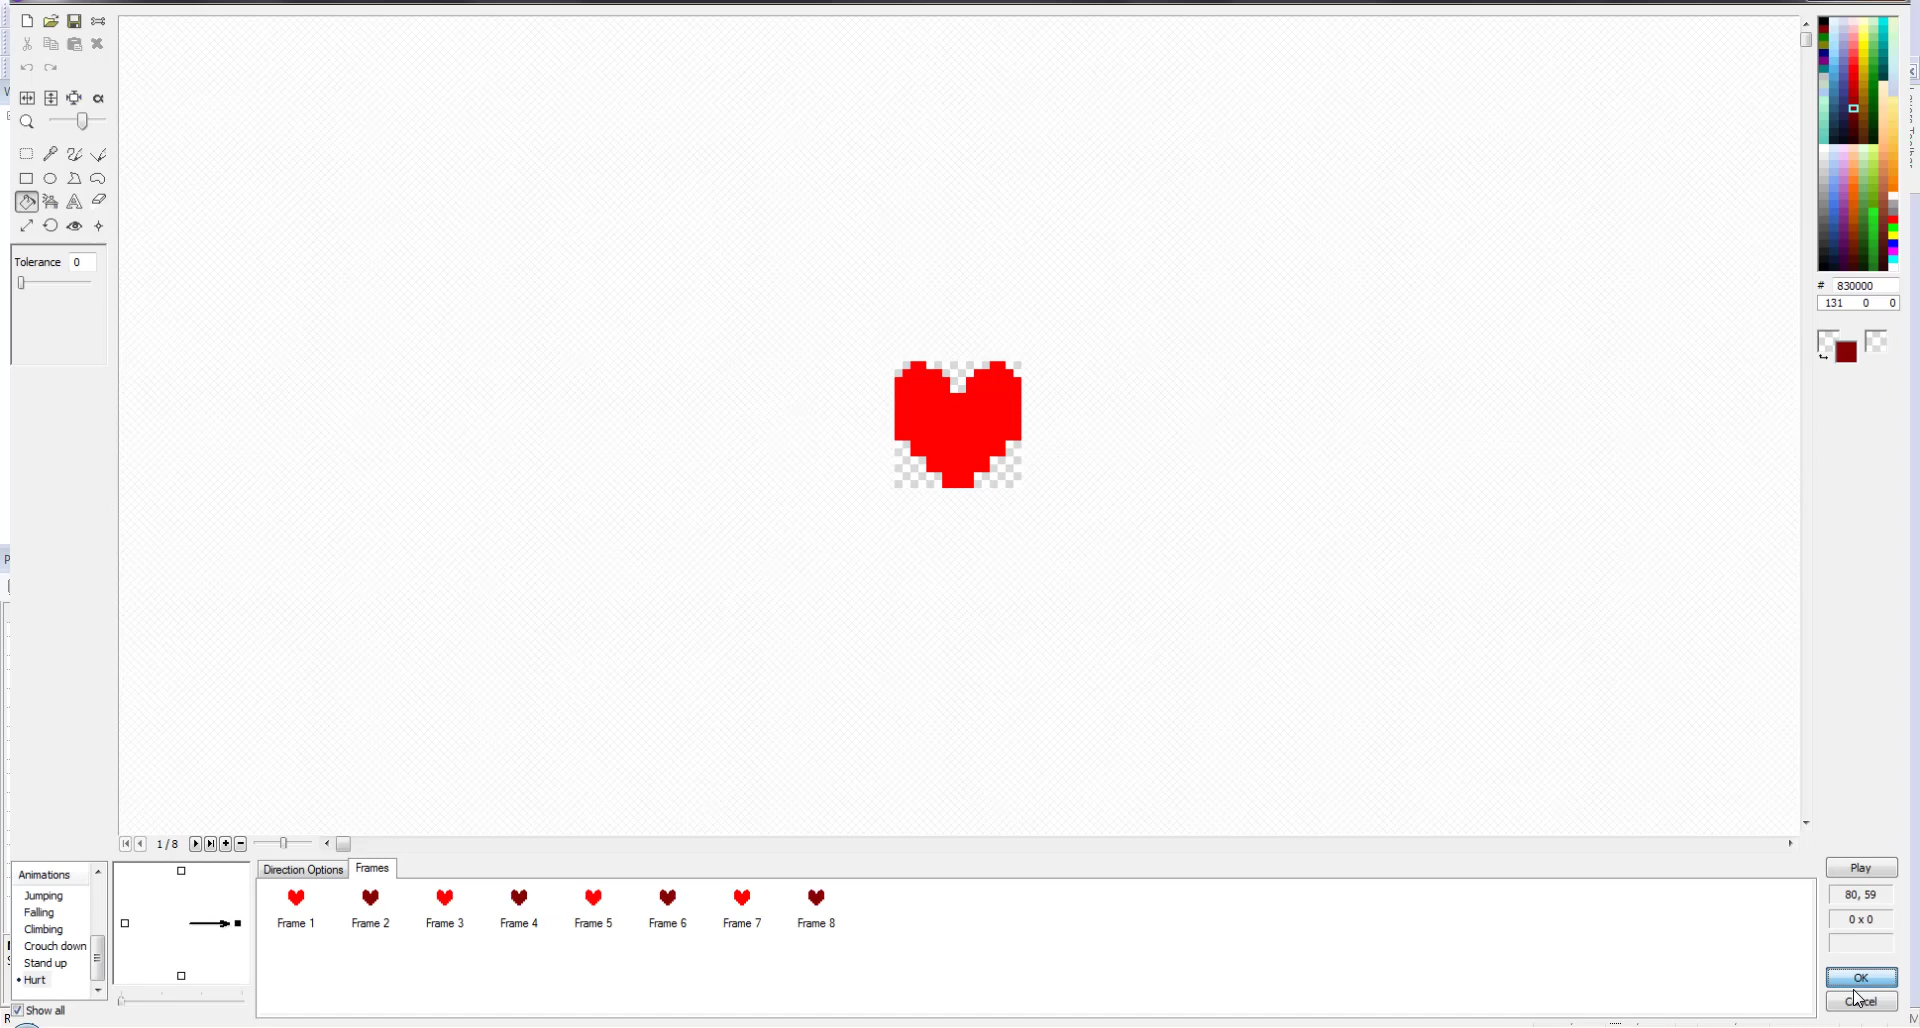 Tolerance 0
# 830000
131 0 0
1 / 8
Animations
Jumping
Falling
Climbing
Crouch down
Stand up
Hurt
Show all
Direction Options
Frames
Frame 1
Frame 2
Frame 3
Frame 4
Frame 5
Frame 6
Frame 7
Frame 8
Play
80, 59
0 x 0
OK